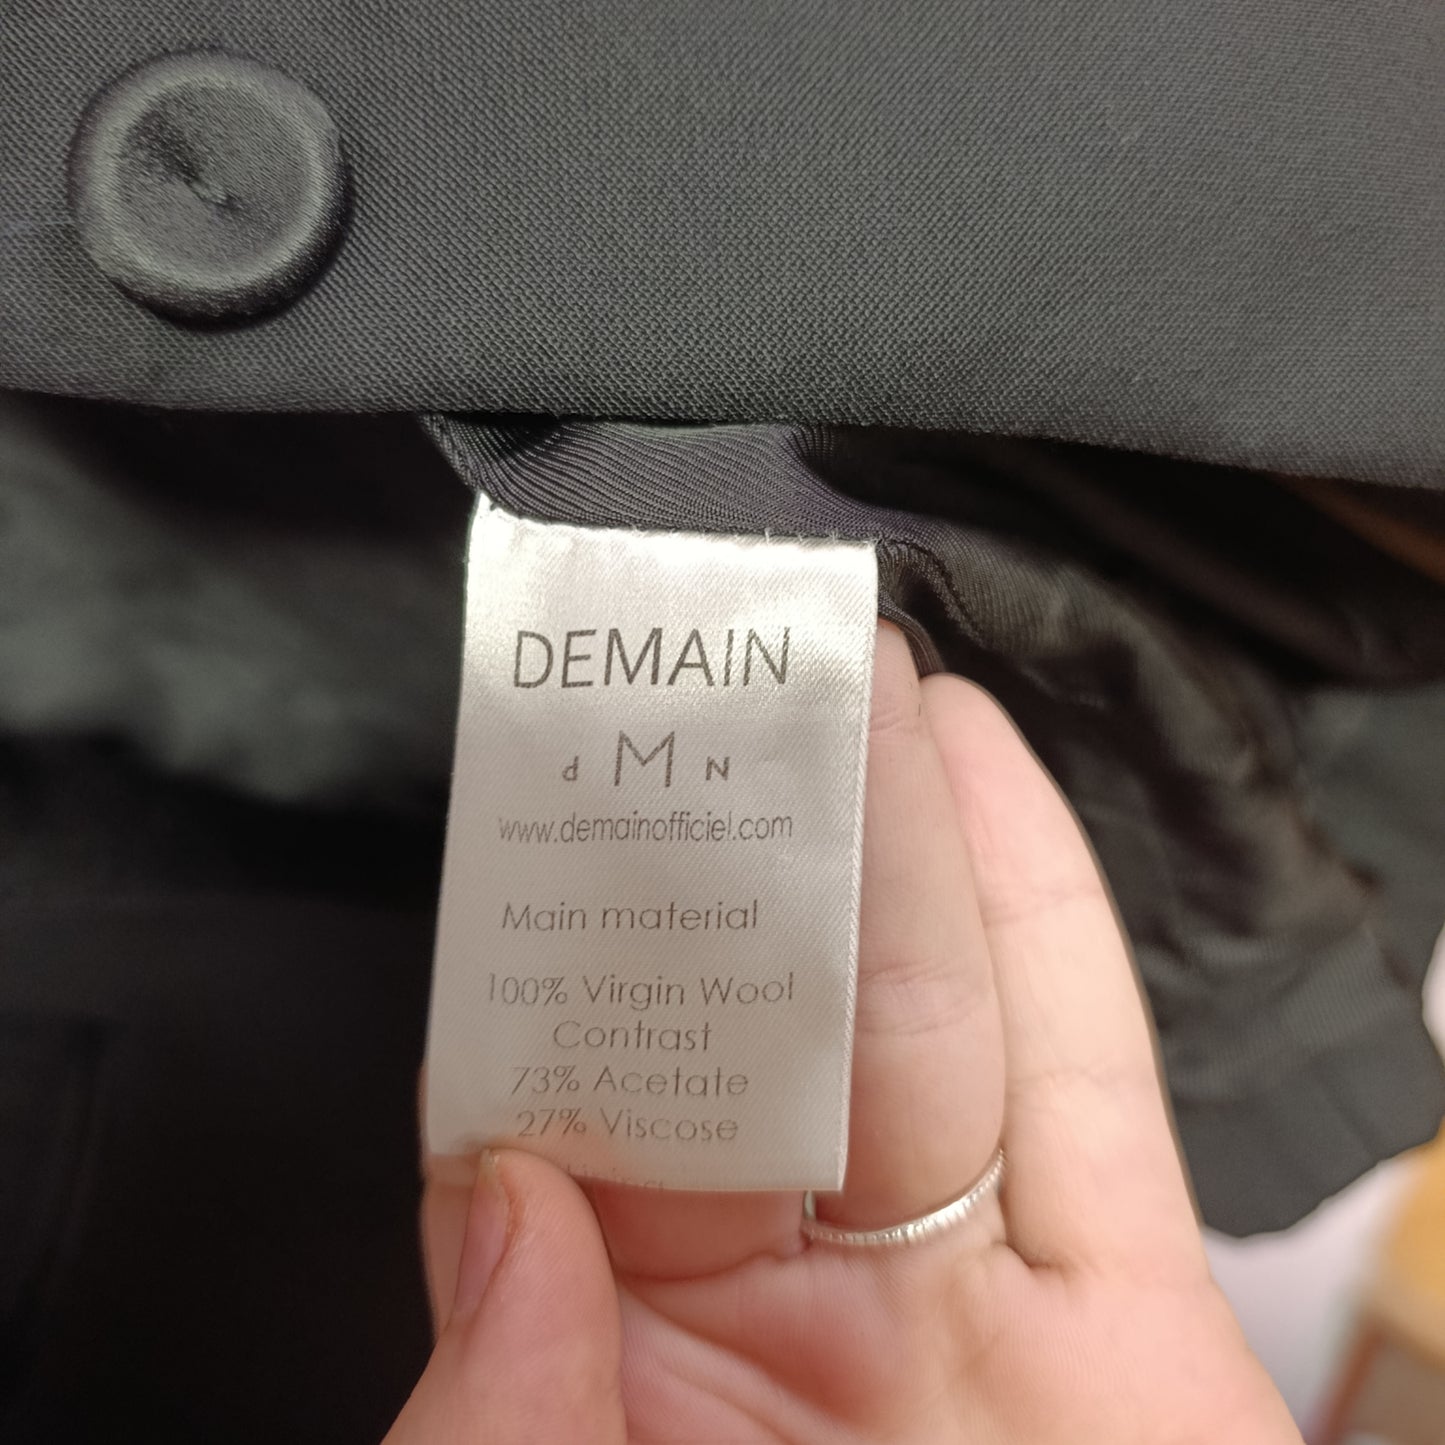 DEMAIN
d M N
www.demainofficiel.com
Main material
100% Virgin Wool
Contrast
73% Acetate
27% Viscose